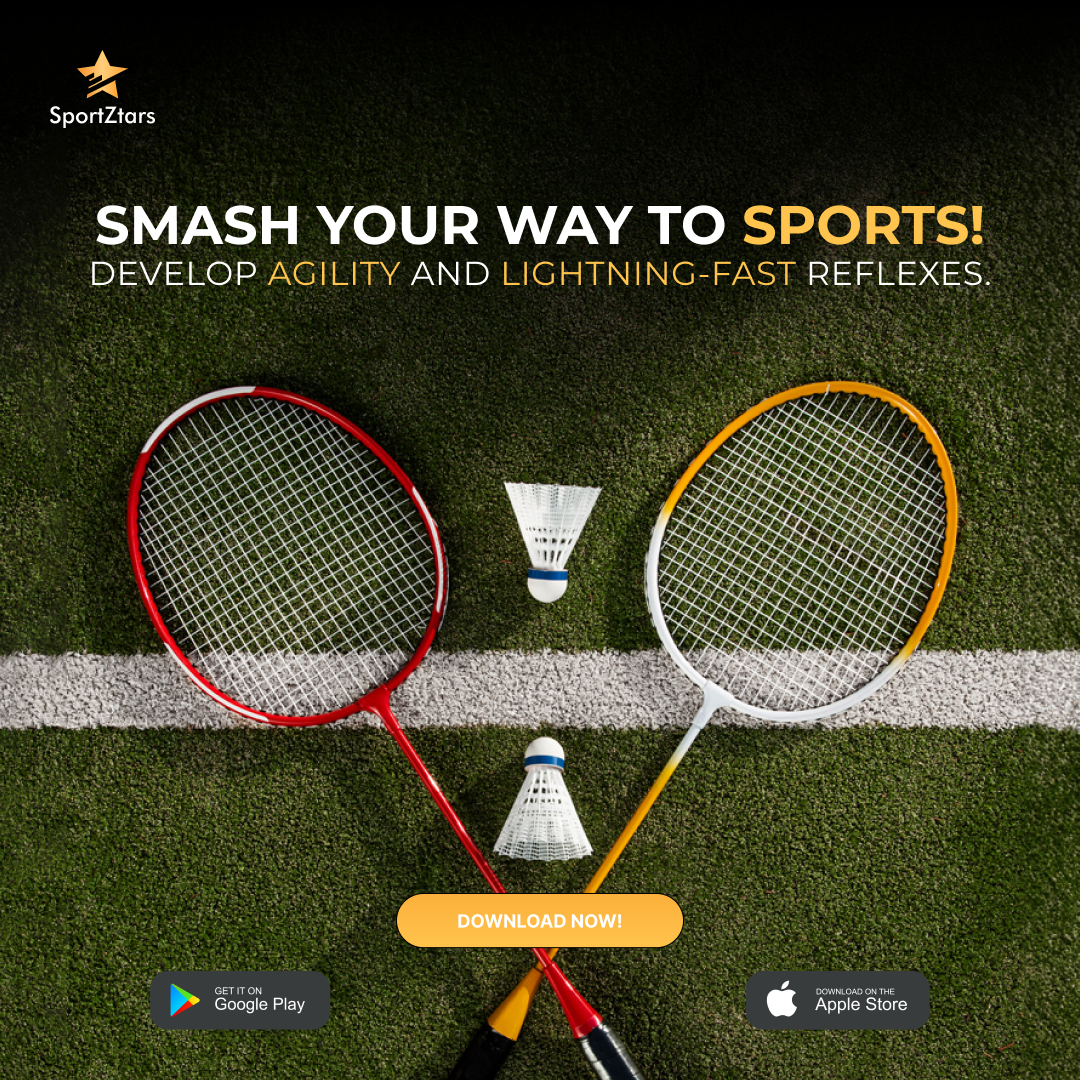 SportZtars
SMASH YOUR WAY TO SPORTS!
DEVELOP AGILITY AND LIGHTNING-FAST REFLEXES.
DOWNLOAD NOW!
GET IT ON
Google Play
DOWNLOAD ON THE
Apple Store